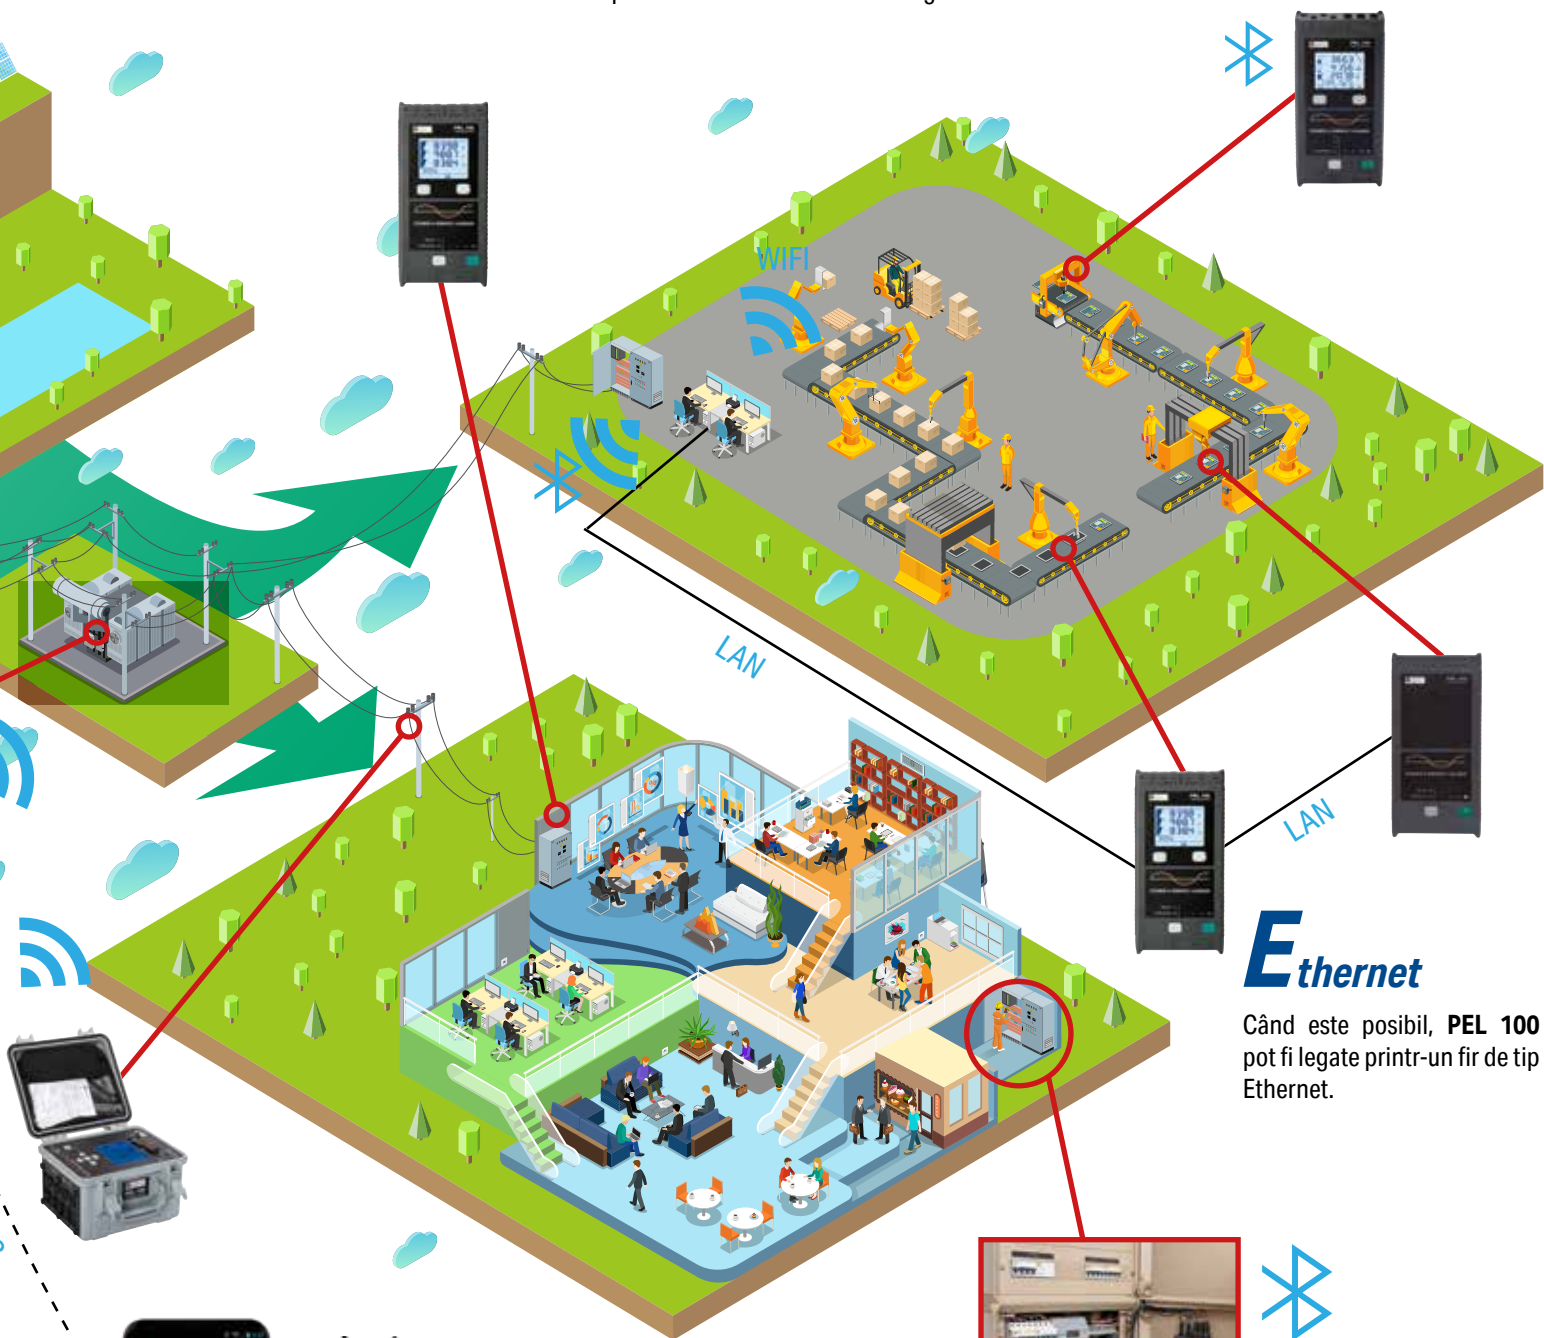 WIFI
LAN
LAN
Ethernet
Când este posibil, PEL 100
pot fi legate printr-un fir de tip
Ethernet.